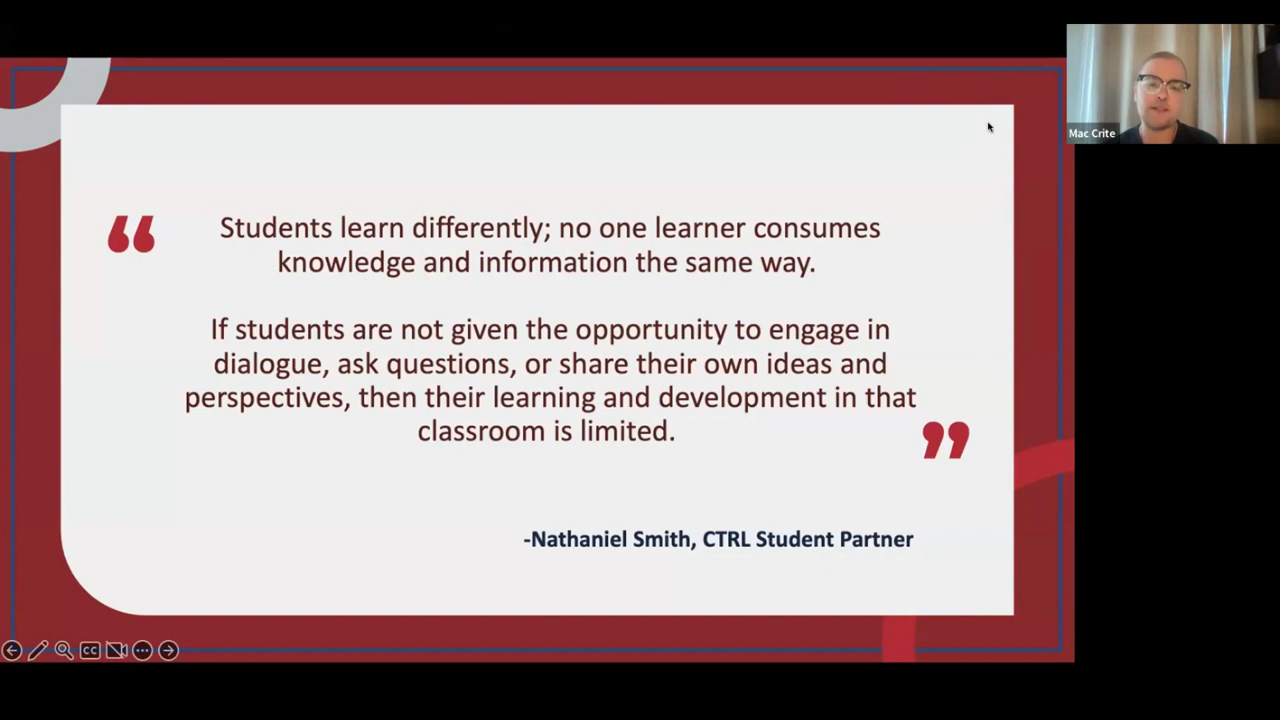 Mac Crite
“
Students learn differently; no one learner consumes
knowledge and information the same way.
If students are not given the opportunity to engage in
dialogue, ask questions, or share their own ideas and
perspectives, then their learning and development in that
classroom is limited.
”
-Nathaniel Smith, CTRL Student Partner
CC